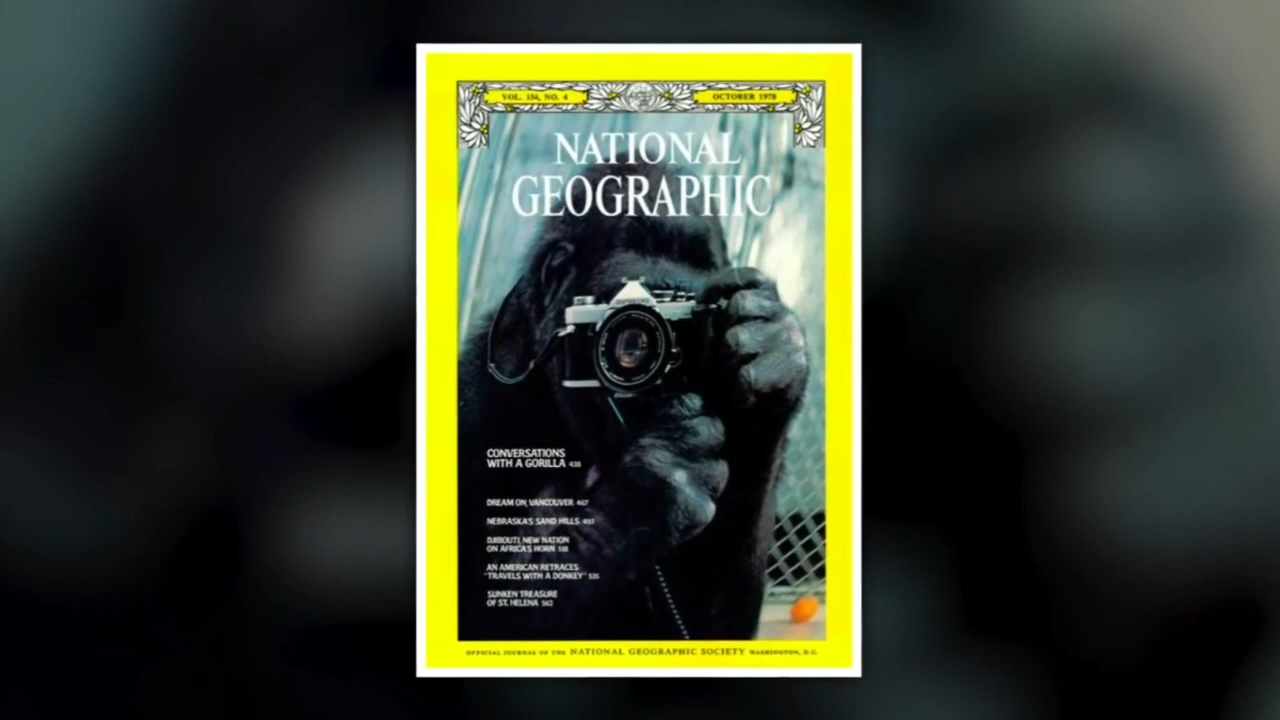 VOL. 154, NO. 4
OCTOBER 1978
NATIONAL
GEOGRAPHIC
CONVERSATIONS
WITH A GORILLA 438
DREAM ON, VANCOUVER 467
NEBRASKA'S SAND HILLS 493
DJIBOUTI, NEW NATION
ON AFRICA'S HORN 518
AN AMERICAN RETRACES
"TRAVELS WITH A DONKEY" 535
SUNKEN TREASURE
OF ST. HELENA 562
OFFICIAL JOURNAL OF THE NATIONAL GEOGRAPHIC SOCIETY WASHINGTON, D.C.